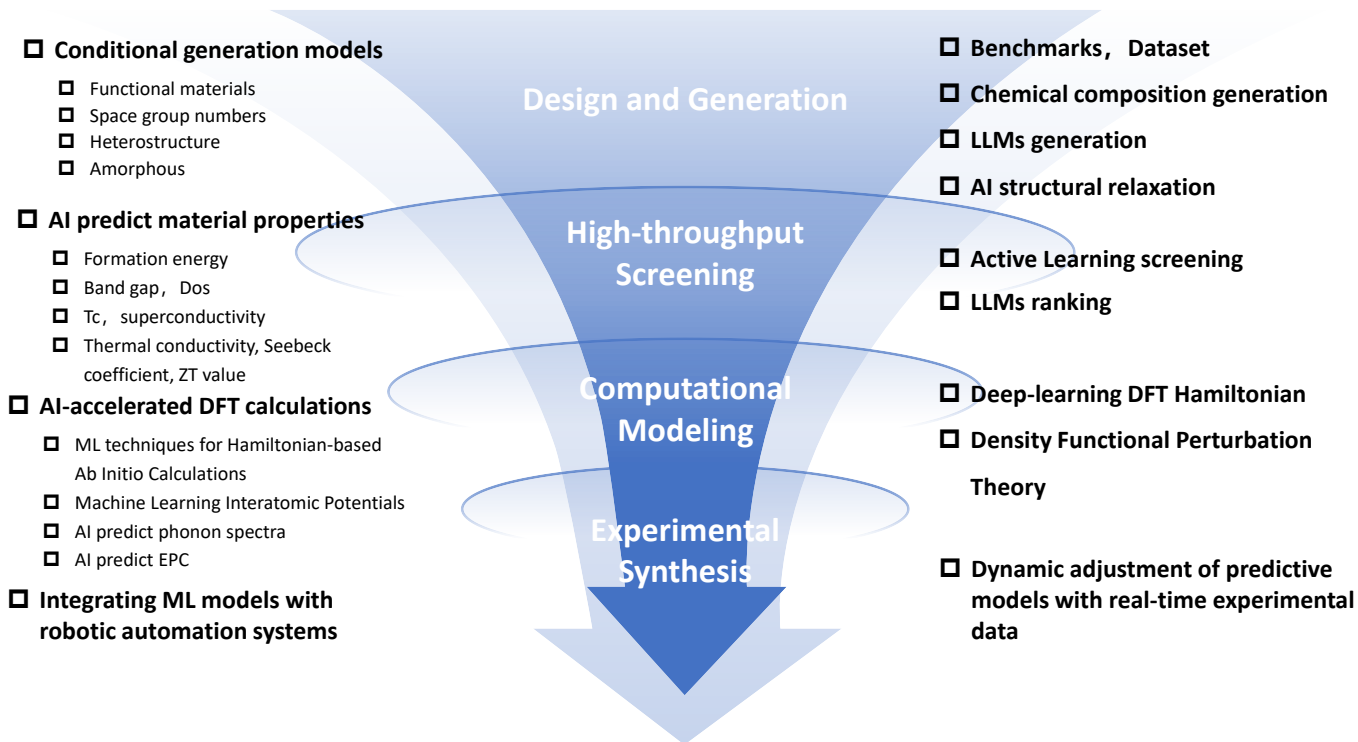 Conditional generation models
Functional materials
Space group numbers
Heterostructure
Amorphous
AI predict material properties
Formation energy
Band gap，Dos
Tc，superconductivity
Thermal conductivity, Seebeck
coefficient, ZT value
AI-accelerated DFT calculations
ML techniques for Hamiltonian-based
Ab Initio Calculations
Machine Learning Interatomic Potentials
AI predict phonon spectra
AI predict EPC
Integrating ML models with
robotic automation systems
Design and Generation
High-throughput
Screening
Computational
Modeling
Experimental
Synthesis
Benchmarks，Dataset
Chemical composition generation
LLMs generation
AI structural relaxation
Active Learning screening
LLMs ranking
Deep-learning DFT Hamiltonian
Density Functional Perturbation
Theory
Dynamic adjustment of predictive
models with real-time experimental
data